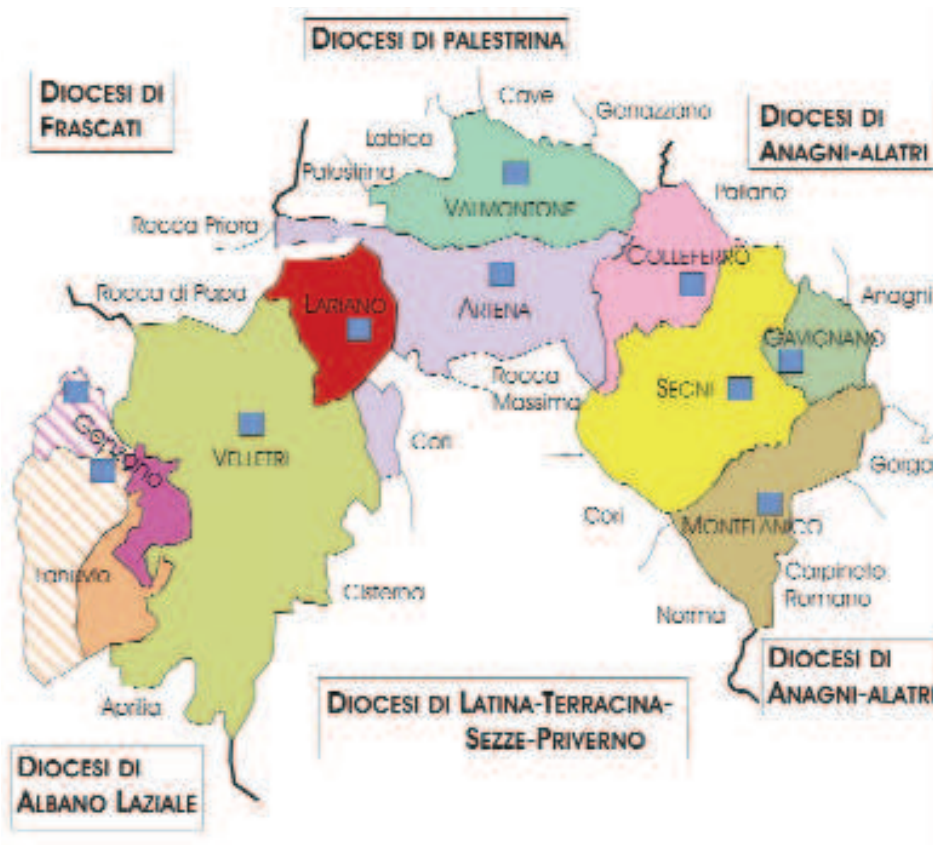 DIOCESI DI PALESTRINA
DIOCESI DI
FRASCATI
Cave
Genazzano
Labico
DIOCESI DI
ANAGNI-ALATRI
Palestrina
Paliano
VALMONTONE
Rocca Priora
COLLEFERRO
Rocca di Papa
LARIANO
ARTENA
Anagni
GAVIGNANO
Rocca
Massima
SEGNI
Genzano
VELLETRI
Cori
Gorga
Cori
MONTELANICO
Lanuvio
Cisterna
Carpineto
Romano
Norma
DIOCESI DI
ANAGNI-ALATRI
Aprilia
DIOCESI DI LATINA-TERRACINA-
SEZZE-PRIVERNO
DIOCESI DI
ALBANO LAZIALE